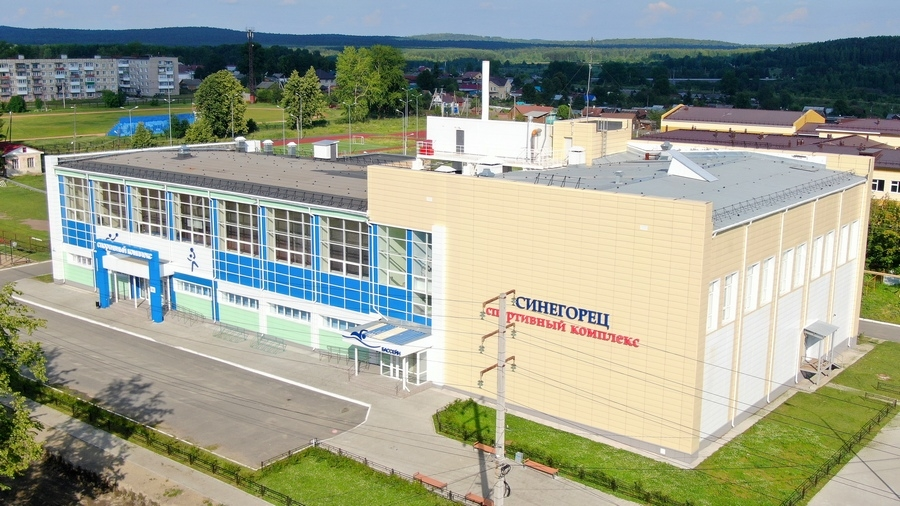 спортивный комплекс
СИНЕГОРЕЦ
спортивный комплекс
БАССЕЙН